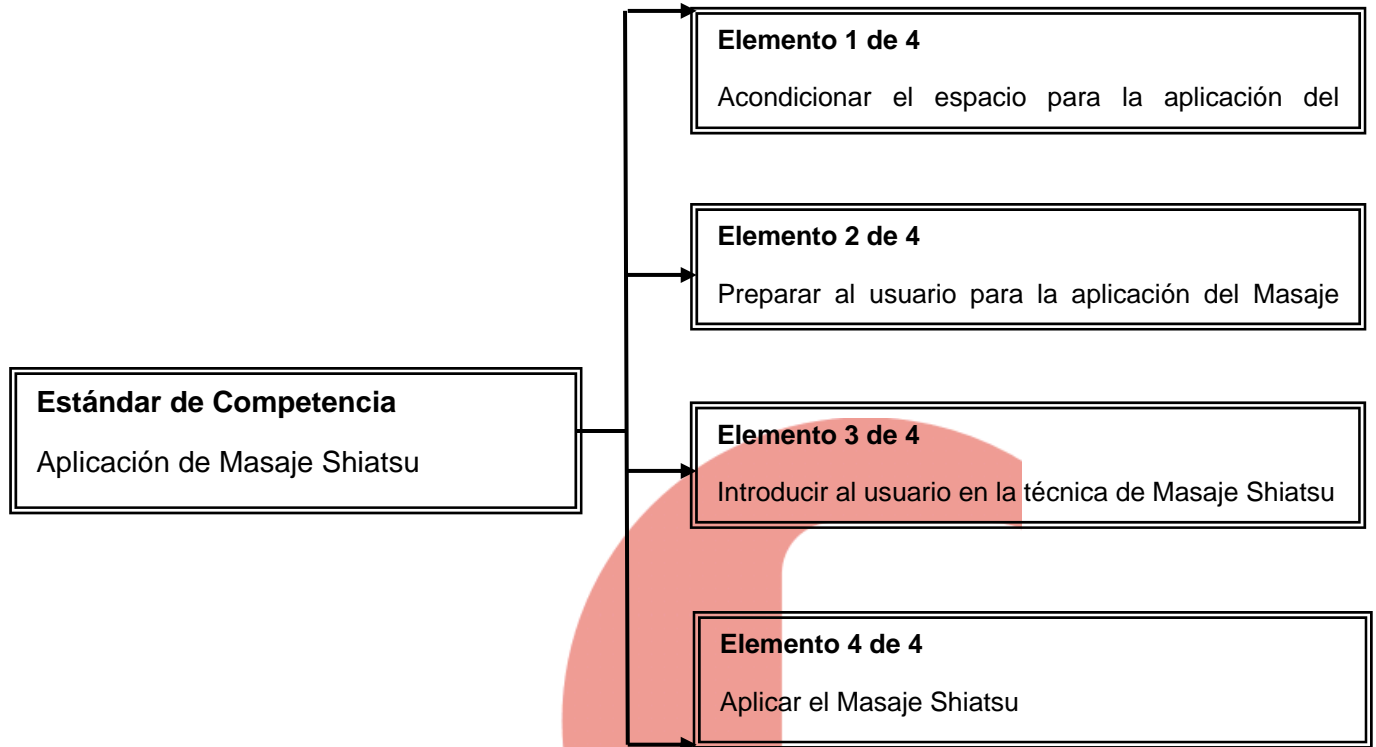 Elemento 1 de 4
Acondicionar el espacio para la aplicación del
Elemento 2 de 4
Preparar al usuario para la aplicación del Masaje
Estándar de Competencia
Aplicación de Masaje Shiatsu
Elemento 3 de 4
Introducir al usuario en la técnica de Masaje Shiatsu
Elemento 4 de 4
Aplicar el Masaje Shiatsu